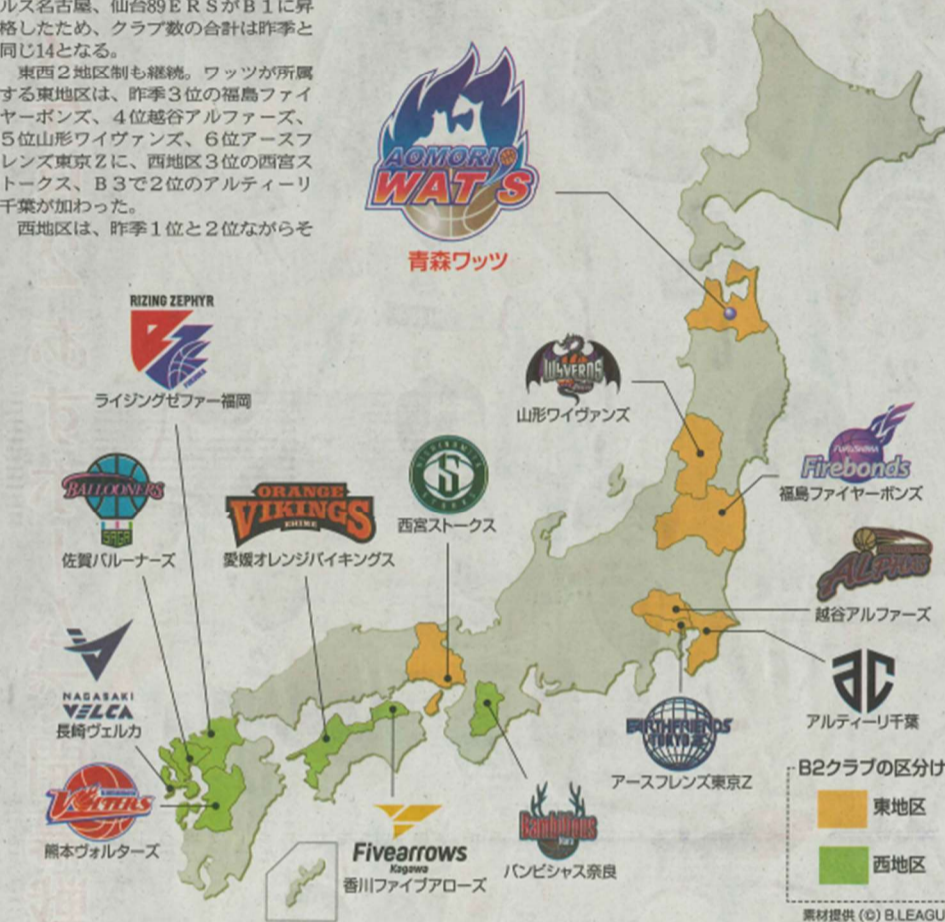 ルス名古屋、仙台89ＥＲＳがＢ１に昇
格したため、クラブ数の合計は昨季と
同じ14となる。
　東西２地区制も継続。ワッツが所属
する東地区は、昨季３位の福島ファイ
ヤーボンズ、４位越谷アルファーズ、
５位山形ワイヴァンズ、６位アースフ
レンズ東京Ｚに、西地区３位の西宮ス
トークス、Ｂ３で２位のアルティーリ
千葉が加わった。
　西地区は、昨季１位と２位ながらそ
AOMORI
WAT'S
青森ワッツ
RIZING ZEPHYR
FUKUOKA
ライジングゼファー福岡
WYVERNS
山形ワイヴァンズ
FUKUSHIMA
Firebonds
福島ファイヤーボンズ
BALLOONERS
SAGA
佐賀バルーナーズ
ORANGE
VIKINGS
EHIME
愛媛オレンジバイキングス
NISHINOMIYA
S
STORKS
西宮ストークス
ALPHAS
越谷アルファーズ
NAGASAKI
VELCA
長崎ヴェルカ
アルティーリ千葉
EARTHFRIENDS
TOKYO Z
アースフレンズ東京Z
VOLTERS
熊本ヴォルターズ
Fivearrows
Kagawa
香川ファイブアローズ
Bambitious
NARA
バンビシャス奈良
B2クラブの区分け
東地区
西地区
素材提供 (C) B.LEAGU